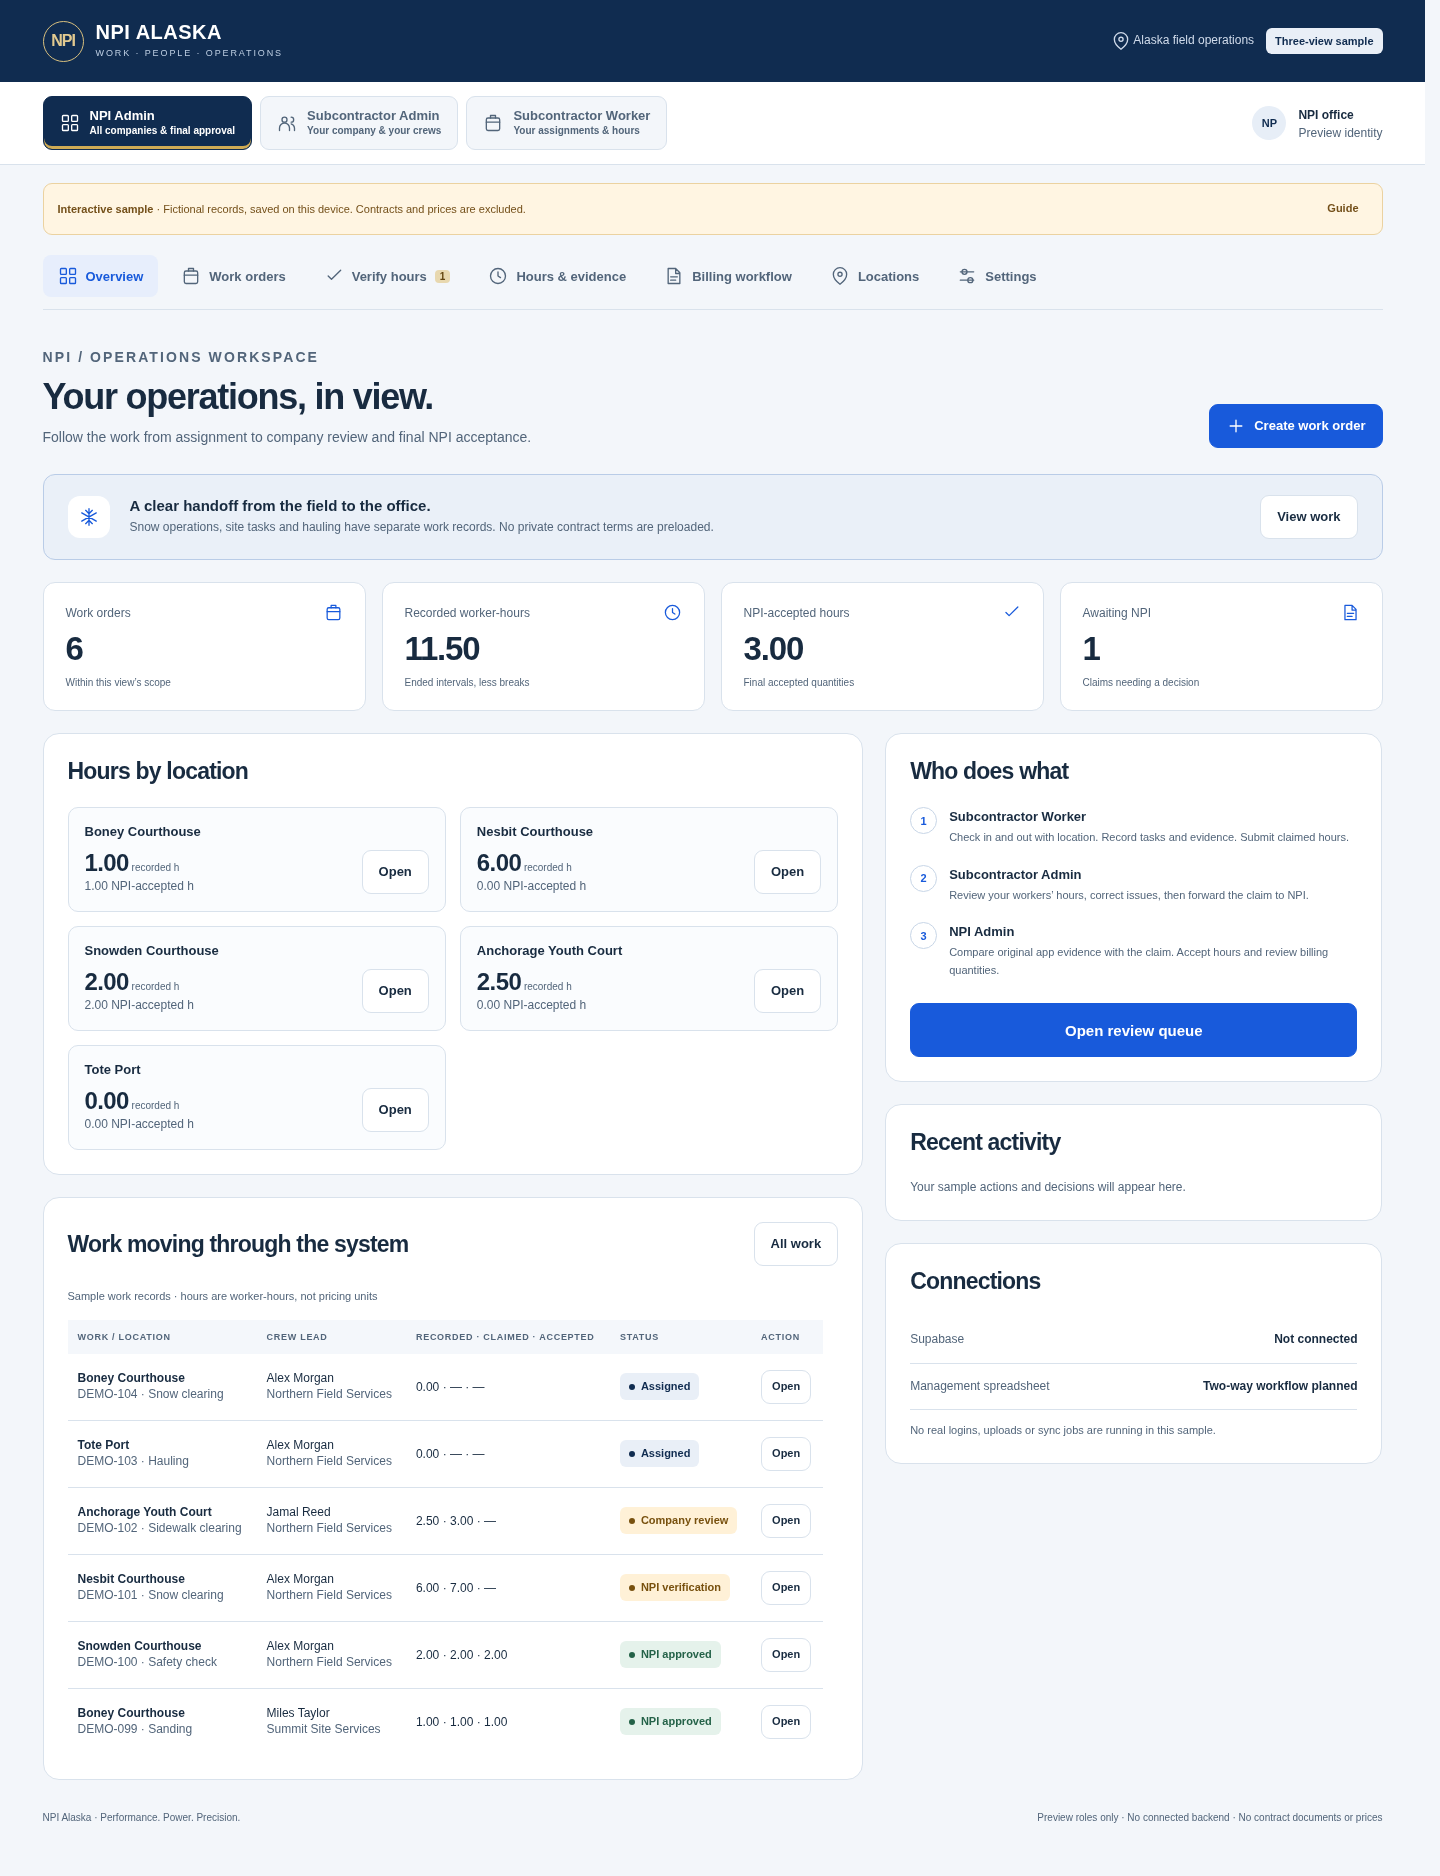 NPI
NPI ALASKA
WORK · PEOPLE · OPERATIONS
Alaska field operations
Three-view sample
NPI Admin
All companies & final approval
Subcontractor Admin
Your company & your crews
Subcontractor Worker
Your assignments & hours
NP
NPI office
Preview identity
Interactive sample · Fictional records, saved on this device. Contracts and prices are excluded.
Guide
Overview
Work orders
Verify hours 1
Hours & evidence
Billing workflow
Locations
Settings
NPI / OPERATIONS WORKSPACE
Your operations, in view.
Follow the work from assignment to company review and final NPI acceptance.
Create work order
A clear handoff from the field to the office.
Snow operations, site tasks and hauling have separate work records. No private contract terms are preloaded.
View work
Work orders
6
Within this view's scope
Recorded worker-hours
11.50
Ended intervals, less breaks
NPI-accepted hours
3.00
Final accepted quantities
Awaiting NPI
1
Claims needing a decision
Hours by location
Boney Courthouse
1.00 recorded h
1.00 NPI-accepted h
Open
Nesbit Courthouse
6.00 recorded h
0.00 NPI-accepted h
Open
Snowden Courthouse
2.00 recorded h
2.00 NPI-accepted h
Open
Anchorage Youth Court
2.50 recorded h
0.00 NPI-accepted h
Open
Tote Port
0.00 recorded h
0.00 NPI-accepted h
Open
Who does what
1
Subcontractor Worker
Check in and out with location. Record tasks and evidence. Submit claimed hours.
2
Subcontractor Admin
Review your workers' hours, correct issues, then forward the claim to NPI.
3
NPI Admin
Compare original app evidence with the claim. Accept hours and review billing
quantities.
Open review queue
Recent activity
Your sample actions and decisions will appear here.
Connections
Supabase
Not connected
Management spreadsheet
Two-way workflow planned
No real logins, uploads or sync jobs are running in this sample.
Work moving through the system
All work
Sample work records · hours are worker-hours, not pricing units
WORK / LOCATION
CREW LEAD
RECORDED · CLAIMED · ACCEPTED
STATUS
ACTION
Boney Courthouse
DEMO-104 · Snow clearing
Alex Morgan
Northern Field Services
0.00 · — · —
Assigned
Open
Tote Port
DEMO-103 · Hauling
Alex Morgan
Northern Field Services
0.00 · — · —
Assigned
Open
Anchorage Youth Court
DEMO-102 · Sidewalk clearing
Jamal Reed
Northern Field Services
2.50 · 3.00 · —
Company review
Open
Nesbit Courthouse
DEMO-101 · Snow clearing
Alex Morgan
Northern Field Services
6.00 · 7.00 · —
NPI verification
Open
Snowden Courthouse
DEMO-100 · Safety check
Alex Morgan
Northern Field Services
2.00 · 2.00 · 2.00
NPI approved
Open
Boney Courthouse
DEMO-099 · Sanding
Miles Taylor
Summit Site Services
1.00 · 1.00 · 1.00
NPI approved
Open
NPI Alaska · Performance. Power. Precision.
Preview roles only · No connected backend · No contract documents or prices